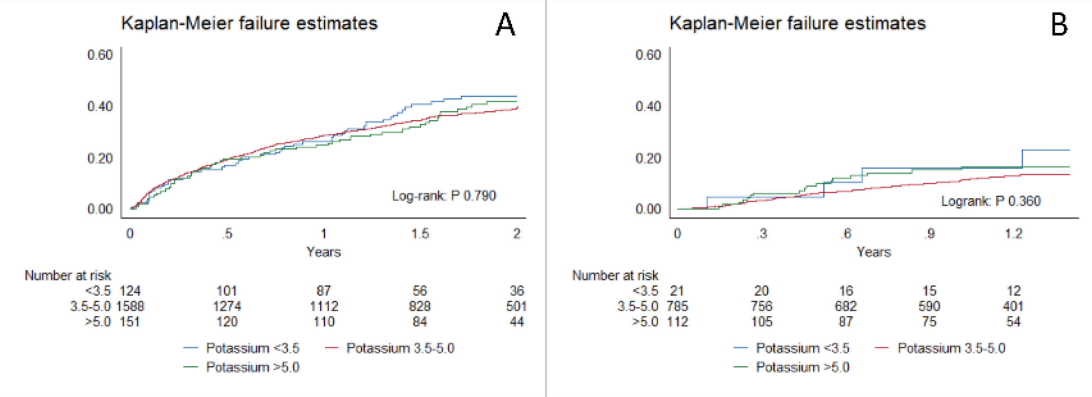 Kaplan-Meier failure estimates A
0.60
0.40
0.20
0.00
Log-rank: P 0.790
0 .5 1 1.5 2
Years
Number at risk
<3.5 124 101 87 56 36
3.5-5.0 1588 1274 1112 828 501
>5.0 151 120 110 84 44
Potassium <3.5 Potassium 3.5-5.0
Potassium >5.0
Kaplan-Meier failure estimates B
0.60
0.40
0.20
0.00
Logrank: P 0.360
0 .3 .6 .9 1.2
Years
Number at risk
<3.5 21 20 16 15 12
3.5-5.0 785 756 682 590 401
>5.0 112 105 87 75 54
Potassium <3.5 Potassium 3.5-5.0
Potassium >5.0